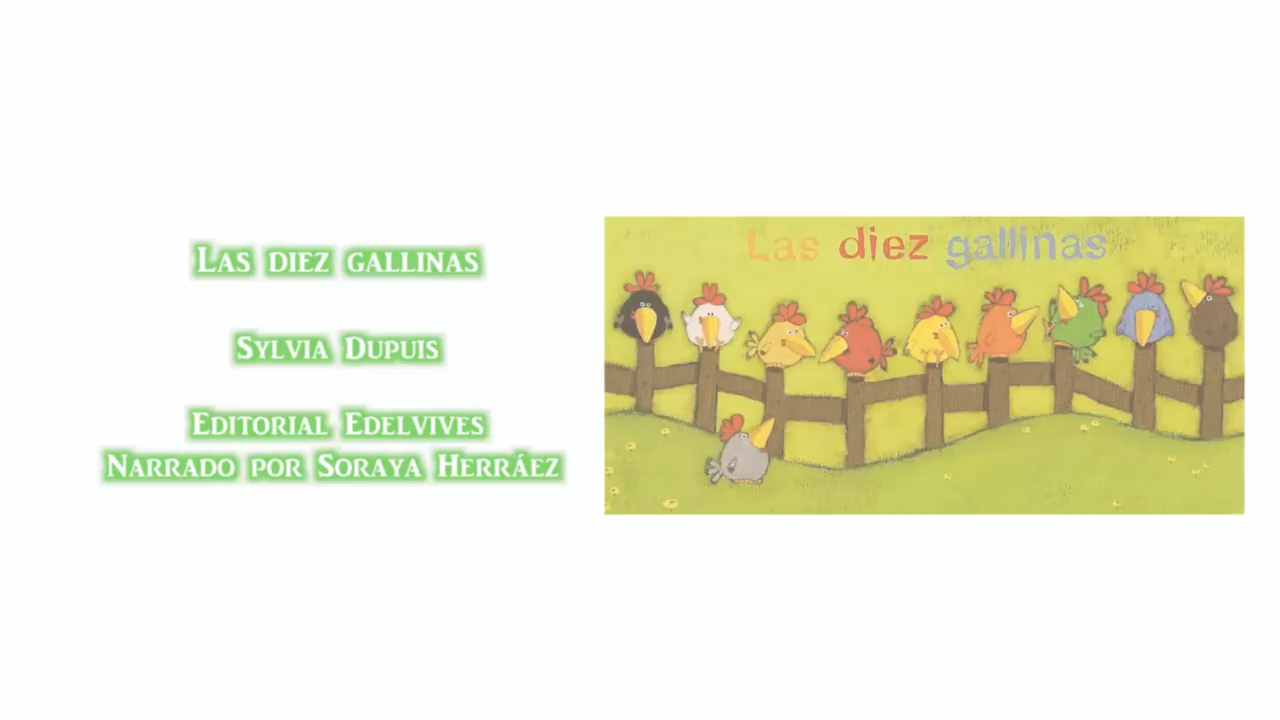 Las diez gallinas
Sylvia Dupuis
Editorial Edelvives
Narrado por Soraya Herráez
Las diez gallinas